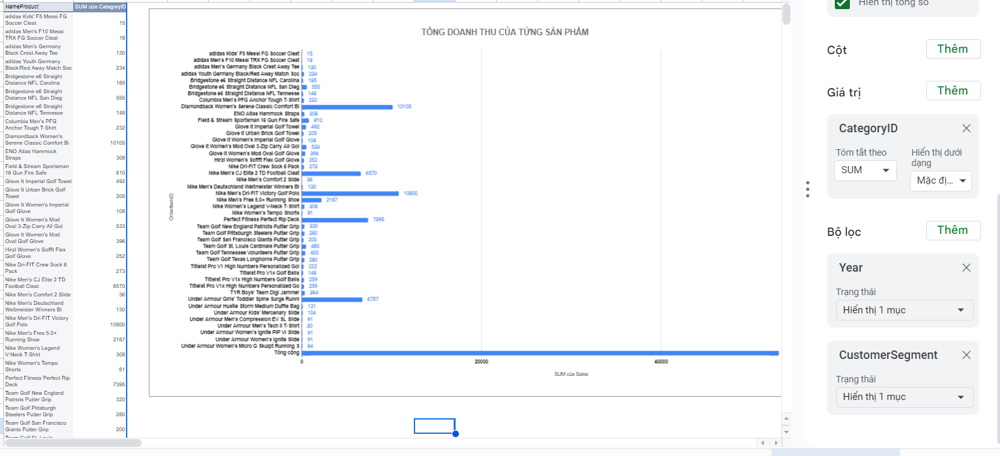 NameProduct SUM của CategoryID
adidas Kids' F5 Messi FG
Soccer Cleat 15
adidas Men's F10 Messi
TRX FG Soccer Cleat 18
adidas Men's Germany
Black Crest Away Tee 130
adidas Youth Germany
Black/Red Away Match Soc 234
Bridgestone e6 Straight
Distance NFL Carolina 185
Bridgestone e6 Straight
Distance NFL San Dieg 555
Bridgestone e6 Straight
Distance NFL Tennesse 148
Columbia Men's PFG
Anchor Tough T-Shirt 232
Diamondback Women's
Serene Classic Comfort Bi 10105
ENO Atlas Hammock
Straps 308
Field & Stream Sportsman
16 Gun Fire Safe 810
Glove It Imperial Golf Towel 492
Glove It Urban Brick Golf
Towel 205
Glove It Women's Imperial
Golf Glove 108
Glove It Women's Mod
Oval 3-Zip Carry All Gol 533
Glove It Women's Mod
Oval Golf Glove 396
Hirzl Women's Soffft Flex
Golf Glove 252
Nike Dri-FIT Crew Sock 6
Pack 273
Nike Men's CJ Elite 2 TD
Football Cleat 6570
Nike Men's Comfort 2 Slide 36
Nike Men's Deutschland
Weltmeister Winners Bl 130
Nike Men's Dri-FIT Victory
Golf Polo 10800
Nike Men's Free 5.0+
Running Shoe 2187
Nike Women's Legend
V-Neck T-Shirt 308
Nike Women's Tempo
Shorts 81
Perfect Fitness Perfect Rip
Deck 7395
Team Golf New England
Patriots Putter Grip 320
Team Golf Pittsburgh
Steelers Putter Grip 280
Team Golf San Francisco
Giants Putter Grip 200
Team Golf St. Louis
TỔNG DOANH THU CỦA TỪNG SẢN PHẨM
OrderItemID
adidas Kids' F5 Messi FG Soccer Cleat 15
adidas Men's F10 Messi TRX FG Soccer Cleat 18
adidas Men's Germany Black Crest Away Tee 130
adidas Youth Germany Black/Red Away Match Soc 234
Bridgestone e6 Straight Distance NFL Carolina 185
Bridgestone e6 Straight Distance NFL San Dieg 555
Bridgestone e6 Straight Distance NFL Tennesse 148
Columbia Men's PFG Anchor Tough T-Shirt 232
Diamondback Women's Serene Classic Comfort Bi 10105
ENO Atlas Hammock Straps 308
Field & Stream Sportsman 16 Gun Fire Safe 810
Glove It Imperial Golf Towel 492
Glove It Urban Brick Golf Towel 205
Glove It Women's Imperial Golf Glove 108
Glove It Women's Mod Oval 3-Zip Carry All Gol 533
Glove It Women's Mod Oval Golf Glove 396
Hirzl Women's Soffft Flex Golf Glove 252
Nike Dri-FIT Crew Sock 6 Pack 273
Nike Men's CJ Elite 2 TD Football Cleat 6570
Nike Men's Comfort 2 Slide 36
Nike Men's Deutschland Weltmeister Winners Bl 130
Nike Men's Dri-FIT Victory Golf Polo 10800
Nike Men's Free 5.0+ Running Shoe 2187
Nike Women's Legend V-Neck T-Shirt 308
Nike Women's Tempo Shorts 81
Perfect Fitness Perfect Rip Deck 7395
Team Golf New England Patriots Putter Grip 320
Team Golf Pittsburgh Steelers Putter Grip 280
Team Golf San Francisco Giants Putter Grip 200
Team Golf St. Louis Cardinals Putter Grip 480
Team Golf Tennessee Volunteers Putter Grip 400
Team Golf Texas Longhorns Putter Grip 280
Titleist Pro V1 High Numbers Personalized Gol 222
Titleist Pro V1x Golf Balls 148
Titleist Pro V1x High Numbers Golf Balls 259
Titleist Pro V1x High Numbers Personalized Go 259
TYR Boys' Team Digi Jammer 364
Under Armour Girls' Toddler Spine Surge Runni 6757
Under Armour Hustle Storm Medium Duffle Bag 121
Under Armour Kids' Mercenary Slide 104
Under Armour Men's Compression EV SL Slide 91
Under Armour Men's Tech II T-Shirt 30
Under Armour Women's Ignite PIP VI Slide 91
Under Armour Women's Ignite Slide 91
Under Armour Women's Micro G Skulpt Running S 84
Tổng cộng
0 20000 40000
SUM của Sales
Hiển thị tổng số
Cột Thêm
Giá trị Thêm
CategoryID
Tóm tắt theo Hiển thị dưới
dạng
SUM Mặc đị...
Bộ lọc Thêm
Year
Trạng thái
Hiển thị 1 mục
CustomerSegment
Trạng thái
Hiển thị 1 mục